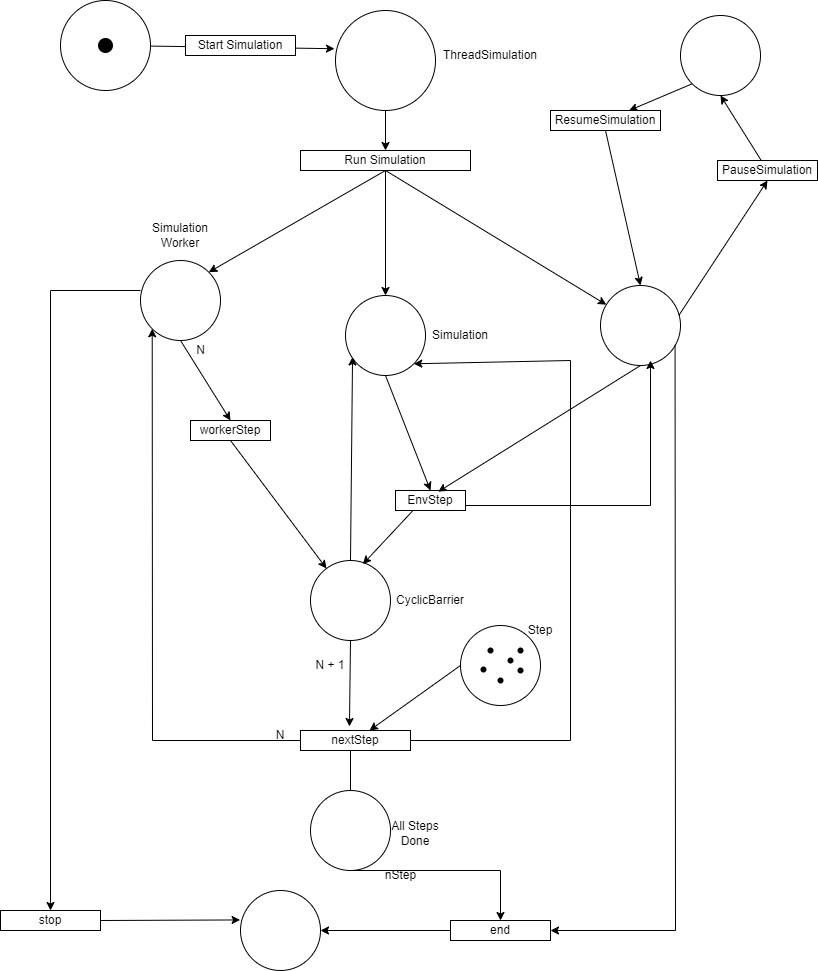 Start Simulation
ThreadSimulation
ResumeSimulation
Run Simulation
PauseSimulation
Simulation
Worker
Simulation
N
workerStep
EnvStep
CyclicBarrier
Step
N + 1
N
nextStep
All Steps
Done
nStep
stop
end